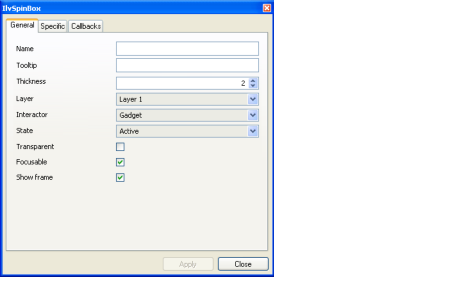 IlvSpinBox
General Specific Callbacks
Name
Tooltip
Thickness 2
Layer Layer 1
Interactor Gadget
State Active
Transparent
Focusable
Show frame
Apply Close